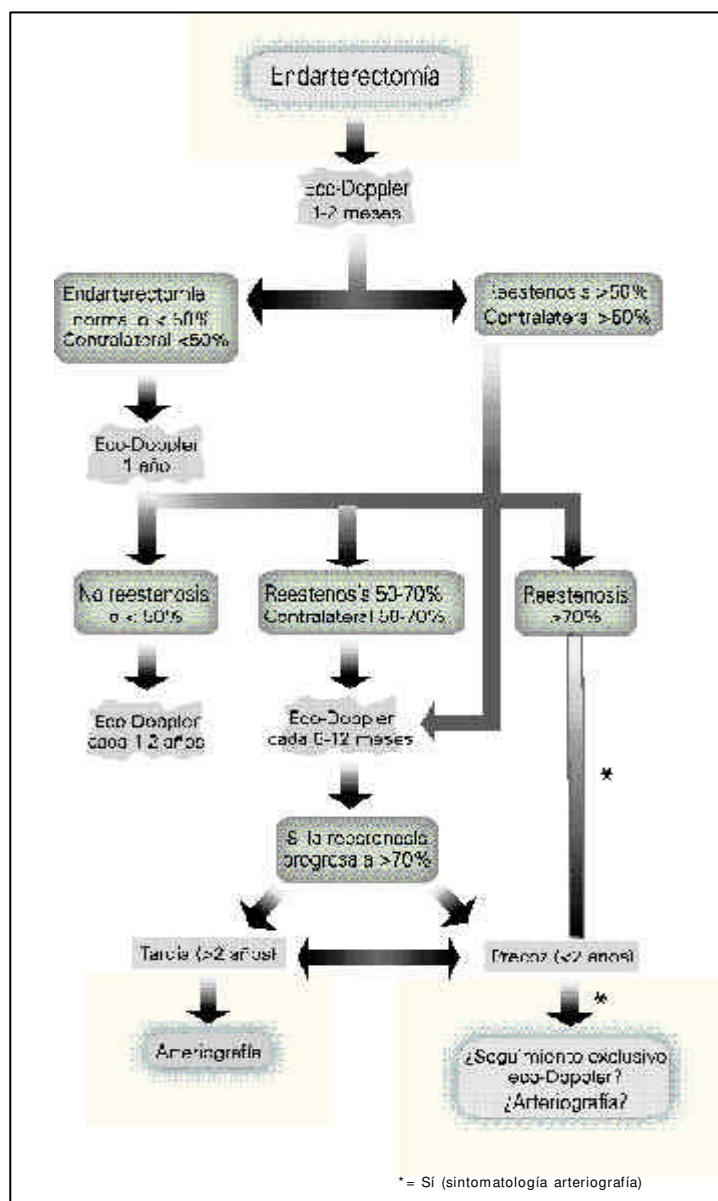 Endarterectomía
Eco-Doppler
1-2 meses
Endarterectomía
normal o < 50%
Contralateral <50%
Reestenosis >50%
Contralateral >50%
Eco-Doppler
1 año
No reestenosis
o < 50%
Reestenosis 50-70%
Contralateral 50-70%
Reestenosis
>70%
Eco-Doppler
cada 1-2 años
Eco-Doppler
cada 6-12 meses
*
Si la reestenosis
progresa a >70%
Tardía (>2 años)
Precoz (<2 años)
*
Arteriografía
¿Seguimiento exclusivo
eco-Doppler?
¿Arteriografía?
* = Sí (sintomatología arteriografía)